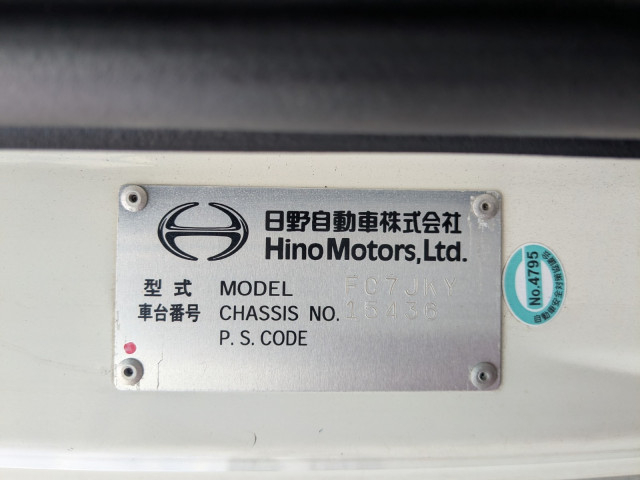 日野自動車株式会社
Hino Motors, Ltd.
型式 MODEL FC7JKY
車台番号 CHASSIS NO. 15436
P. S. CODE
No.4795